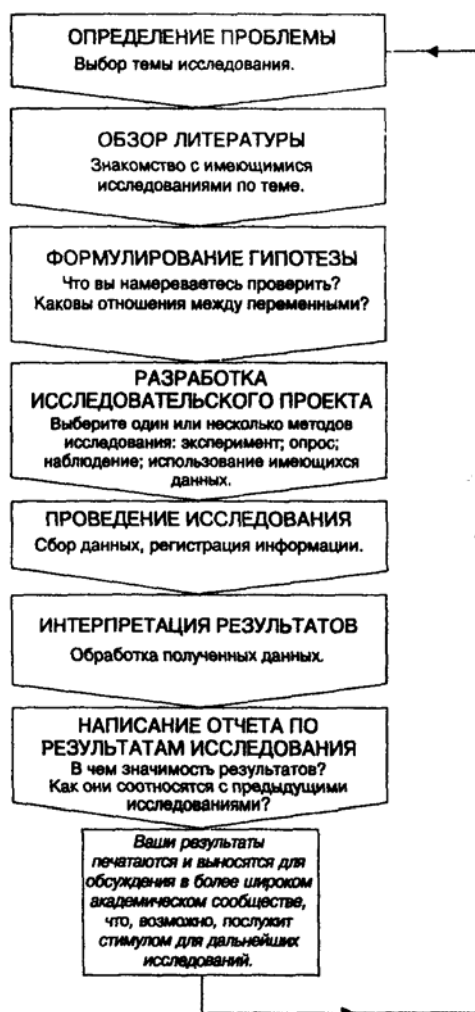 ОПРЕДЕЛЕНИЕ ПРОБЛЕМЫ
Выбор темы исследования.
ОБЗОР ЛИТЕРАТУРЫ
Знакомство с имеющимися
исследованиями по теме.
ФОРМУЛИРОВАНИЕ ГИПОТЕЗЫ
Что вы намереваетесь проверить?
Каковы отношения между переменными?
РАЗРАБОТКА
ИССЛЕДОВАТЕЛЬСКОГО ПРОЕКТА
Выберите один или несколько методов
исследования: эксперимент; опрос;
наблюдение; использование имеющихся
данных.
ПРОВЕДЕНИЕ ИССЛЕДОВАНИЯ
Сбор данных, регистрация информации.
ИНТЕРПРЕТАЦИЯ РЕЗУЛЬТАТОВ
Обработка полученных данных.
НАПИСАНИЕ ОТЧЕТА ПО
РЕЗУЛЬТАТАМ ИССЛЕДОВАНИЯ
В чем значимость результатов?
Как они соотносятся с предыдущими
исследованиями?
Ваши результаты
печатаются и выносятся для
обсуждения в более широком
академическом сообществе,
что, возможно, послужит
стимулом для дальнейших
исследований.